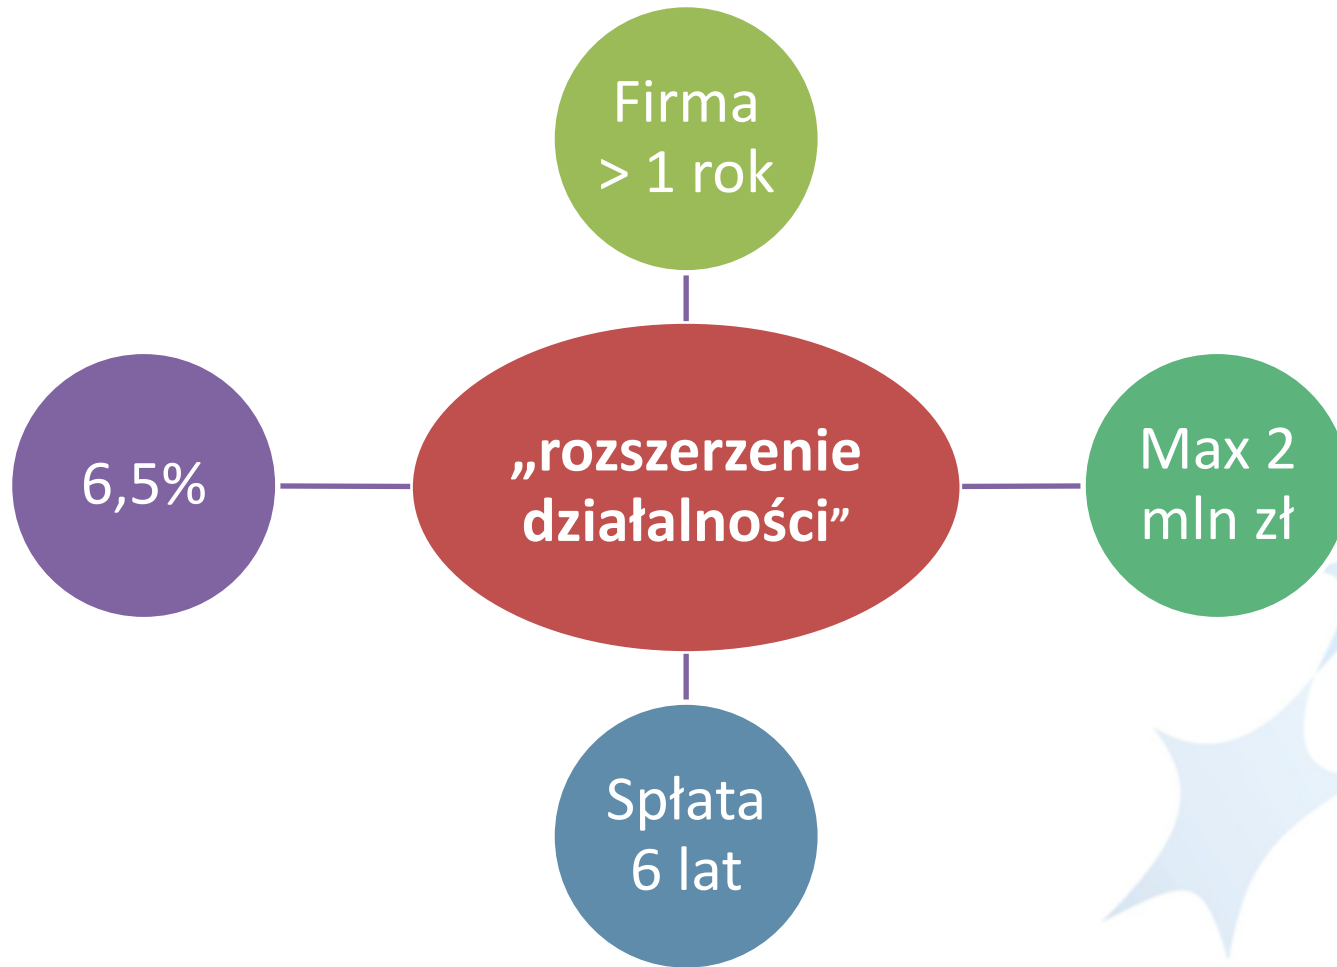 Firma
> 1 rok
6,5%
„rozszerzenie
działalności”
Max 2
mln zł
Spłata
6 lat